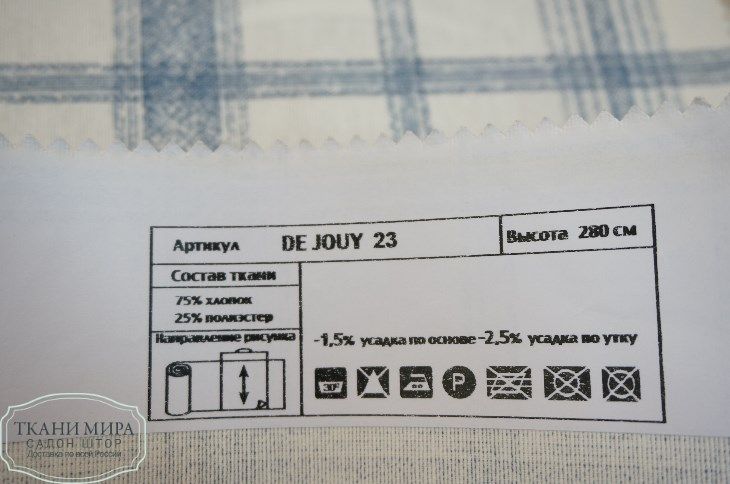 Артикул DE JOUY 23 Высота 280 см
Состав ткани
75% хлопок
25% полиэстер
Направление рисунка
-1,5% усадка по основе -2,5% усадка по утку
30° P
ТКАНИ МИРА
САЛОН ШТОР
Доставка по всей России